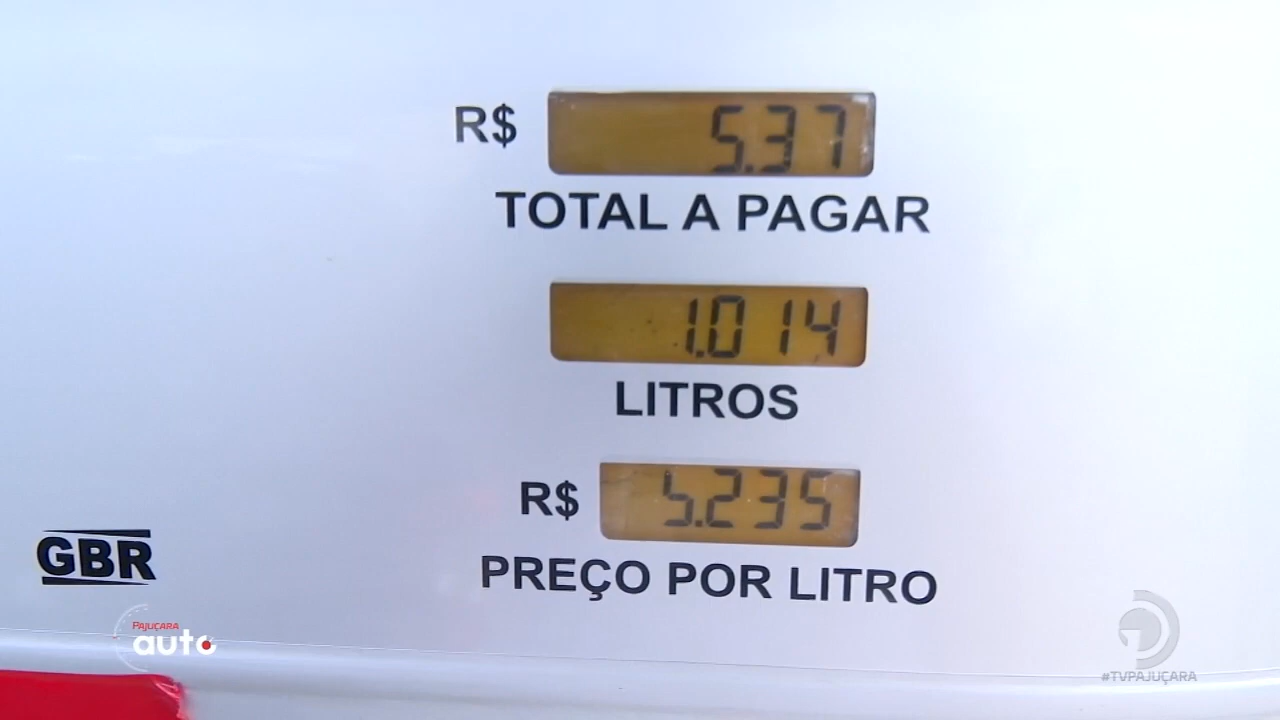 R$ 5.37
TOTAL A PAGAR
1.014
LITROS
R$ 5.235
PREÇO POR LITRO
GBR
PAJUÇARA
auto
#TVPAJUÇARA